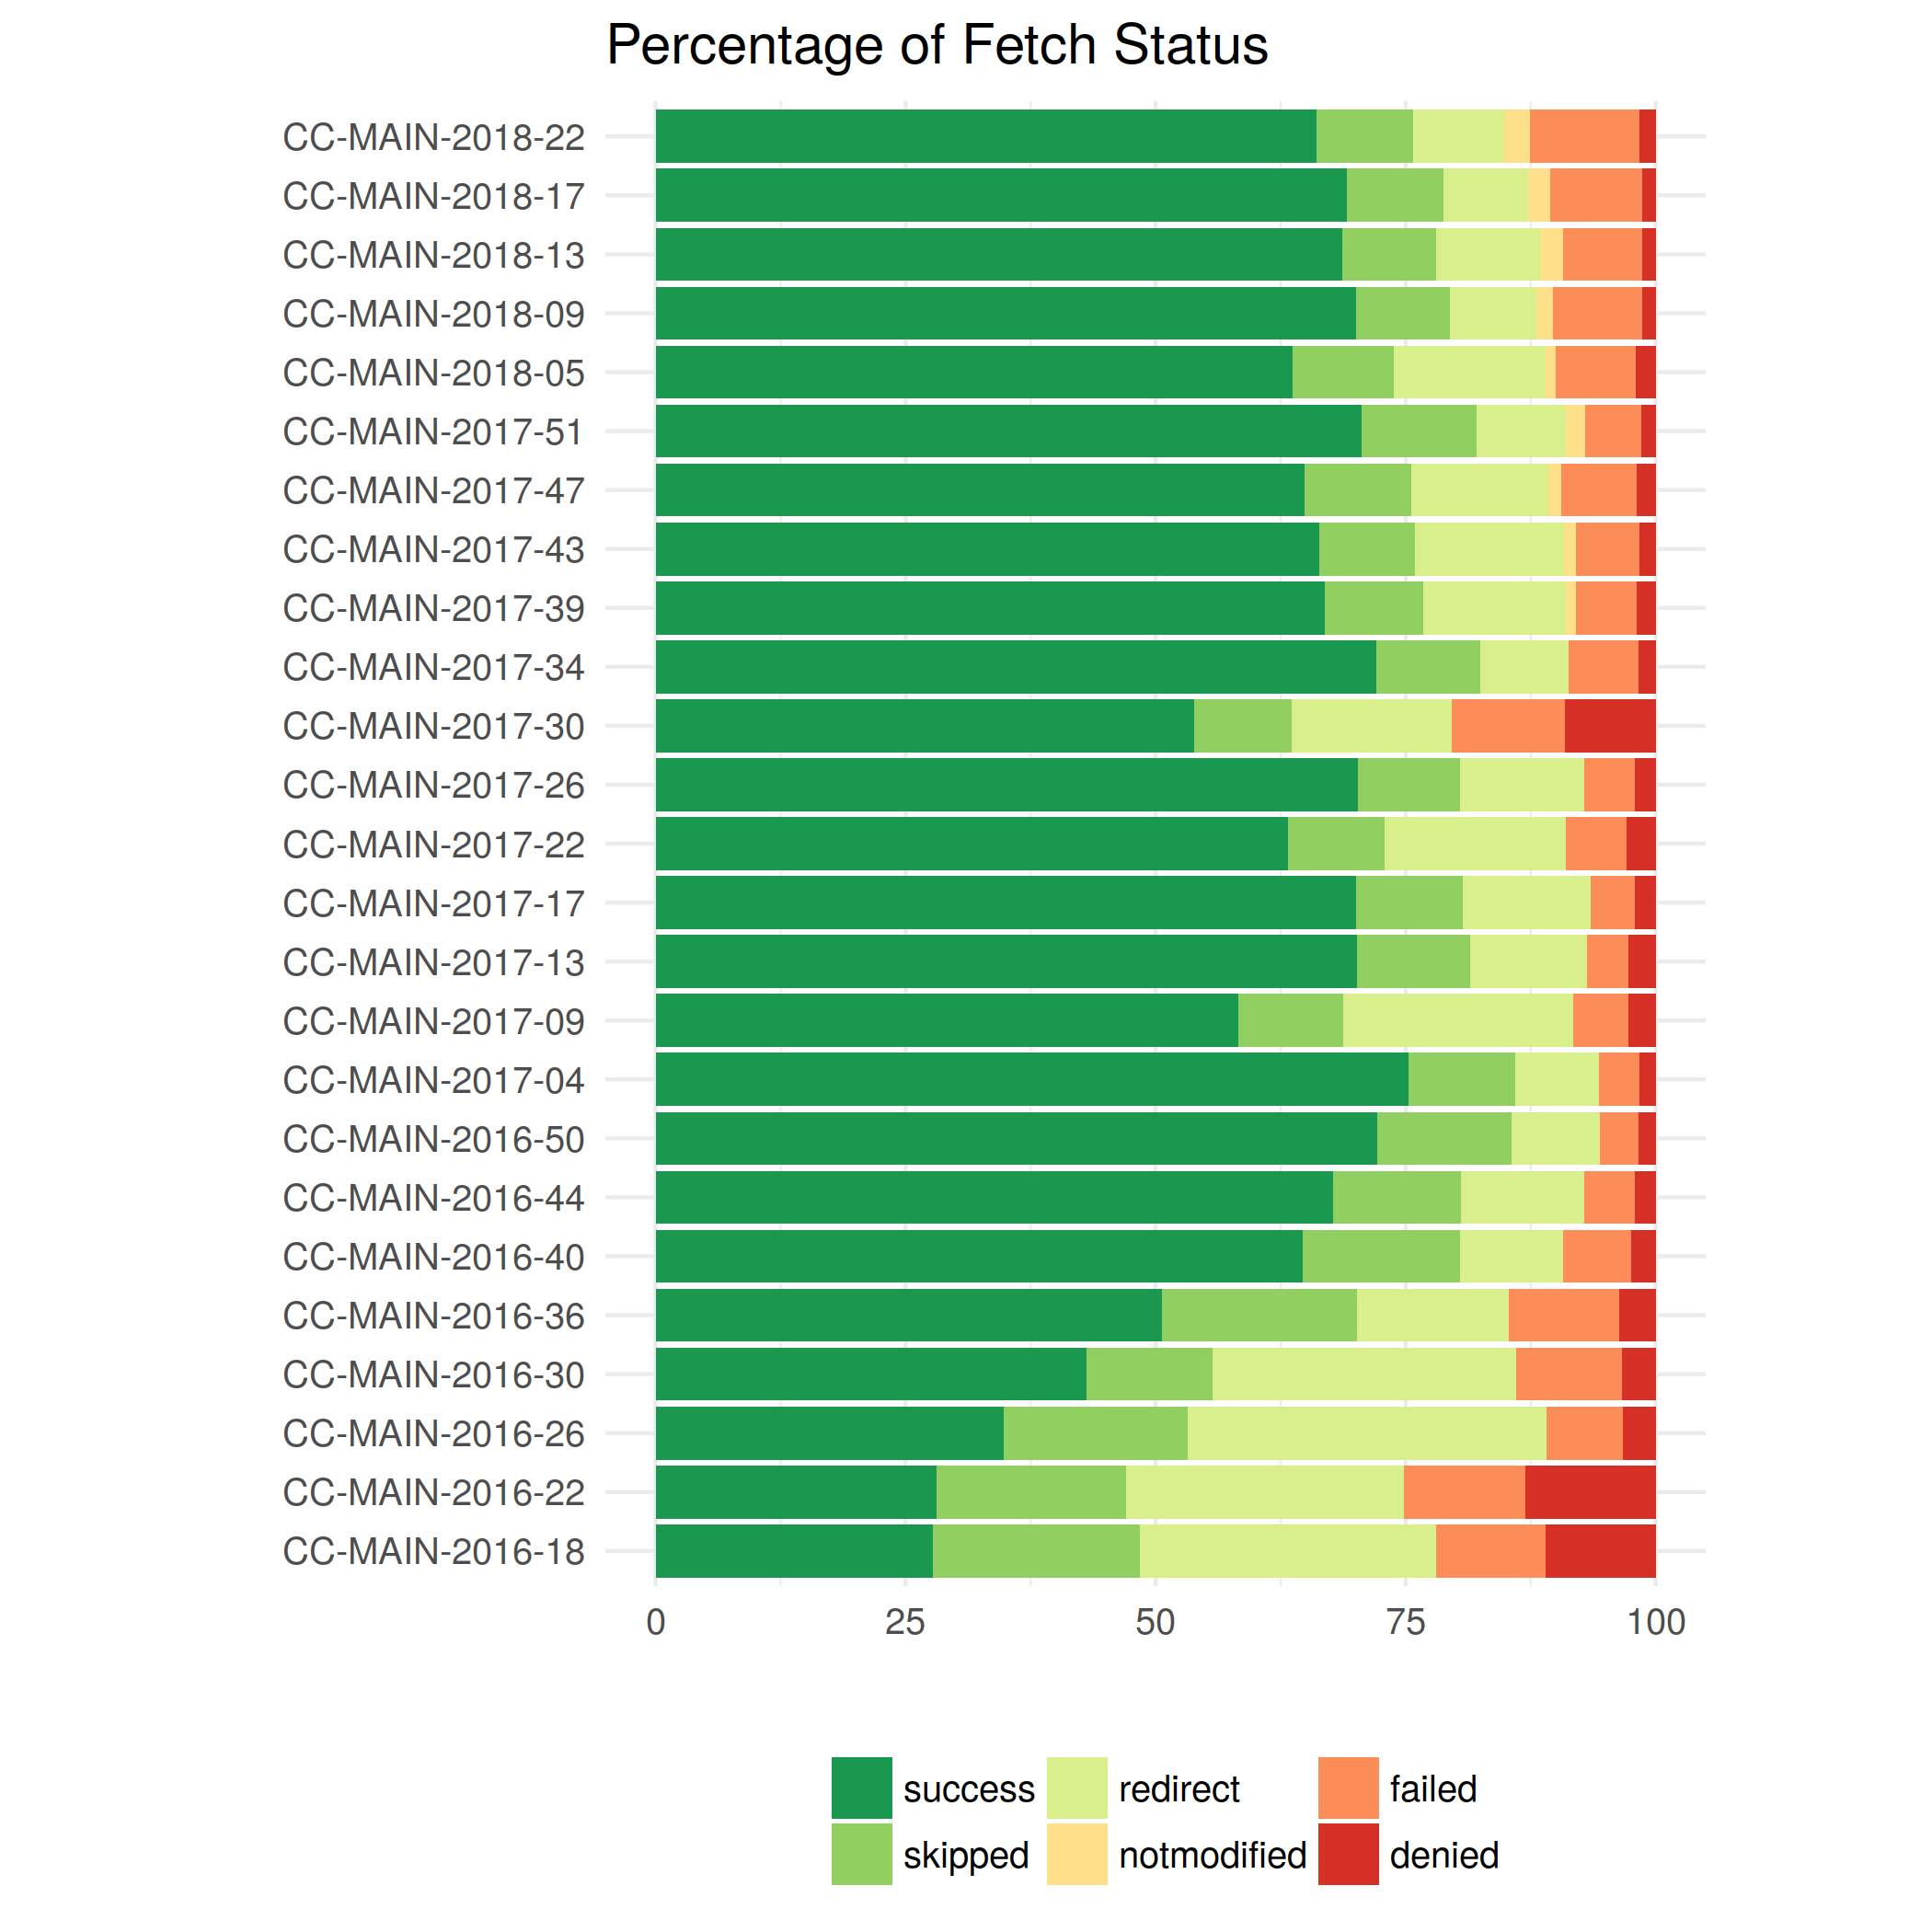 Percentage of Fetch Status
CC-MAIN-2018-22
CC-MAIN-2018-17
CC-MAIN-2018-13
CC-MAIN-2018-09
CC-MAIN-2018-05
CC-MAIN-2017-51
CC-MAIN-2017-47
CC-MAIN-2017-43
CC-MAIN-2017-39
CC-MAIN-2017-34
CC-MAIN-2017-30
CC-MAIN-2017-26
CC-MAIN-2017-22
CC-MAIN-2017-17
CC-MAIN-2017-13
CC-MAIN-2017-09
CC-MAIN-2017-04
CC-MAIN-2016-50
CC-MAIN-2016-44
CC-MAIN-2016-40
CC-MAIN-2016-36
CC-MAIN-2016-30
CC-MAIN-2016-26
CC-MAIN-2016-22
CC-MAIN-2016-18
0 25 50 75 100
success redirect failed
skipped notmodified denied